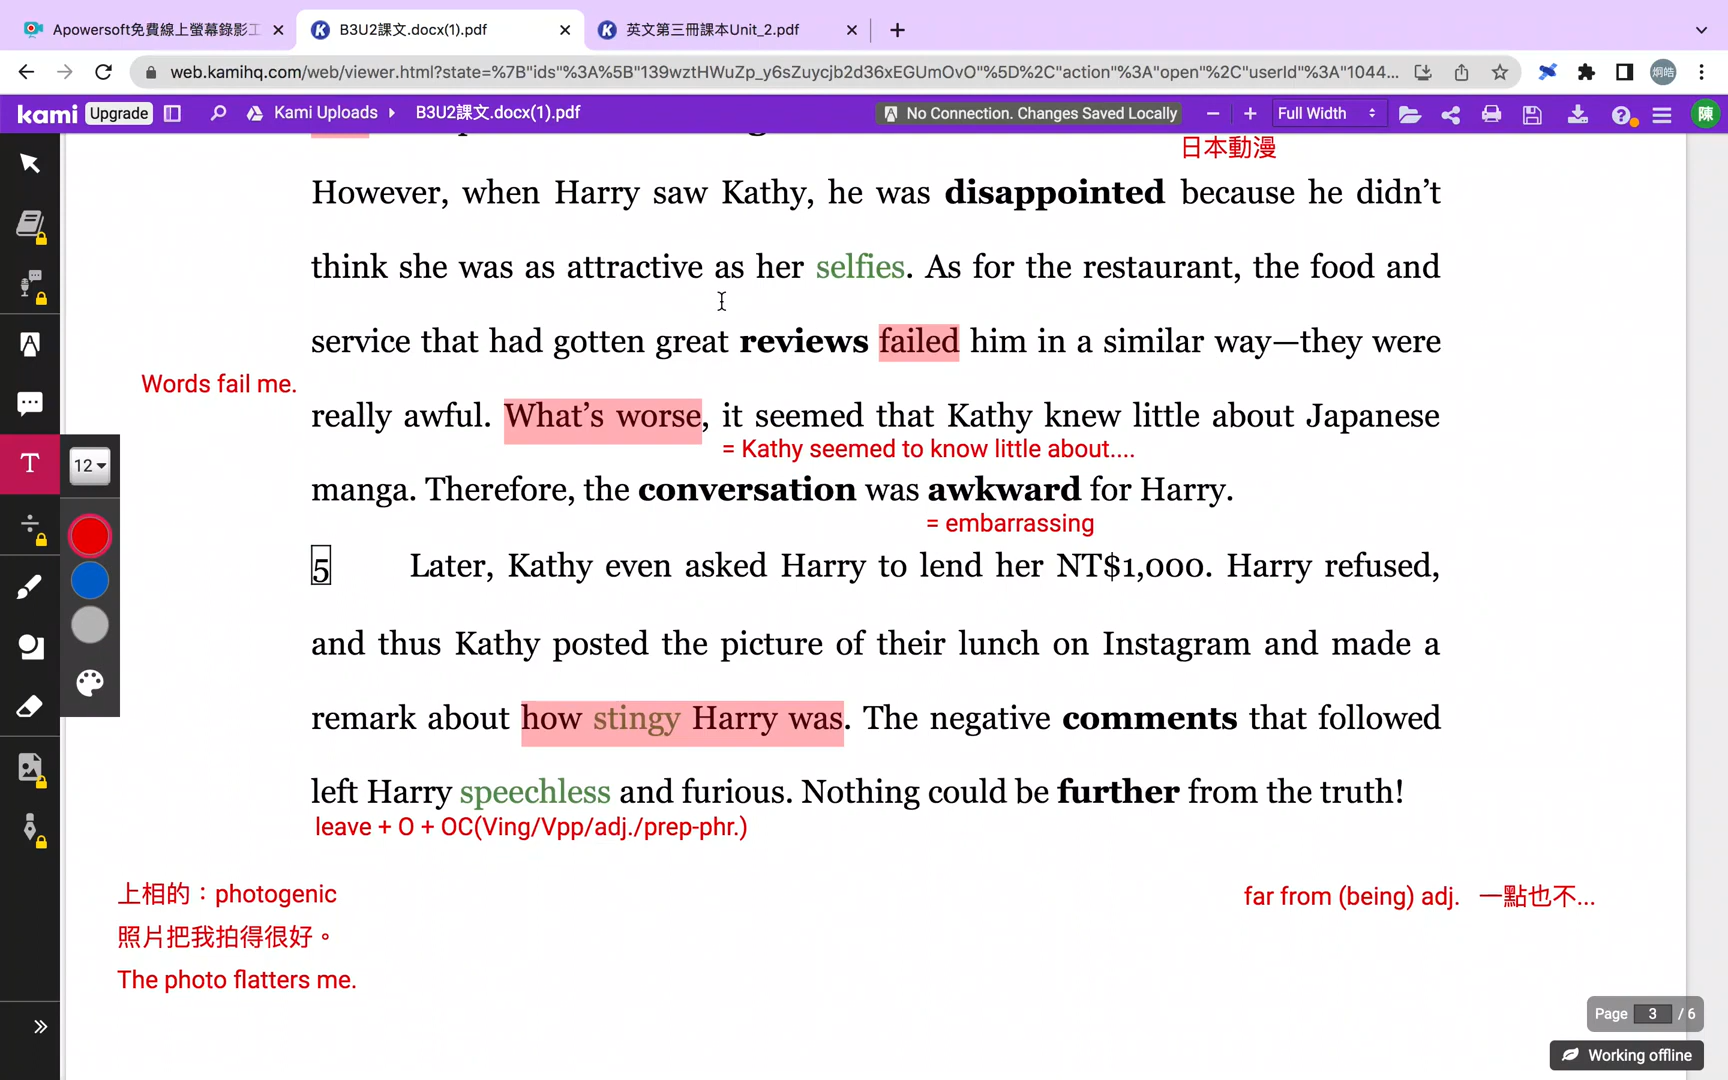 Apowersoft免費線上螢幕錄影工
B3U2課文.docx(1).pdf
英文第三冊課本Unit_2.pdf
web.kamihq.com/web/viewer.html?state=%7B"ids"%3A%5B"139wztHWuZp_y6sZuycjb2d36xEGUmOvO"%5D%2C"action"%3A"open"%2C"userId"%3A"1044...
炯皓
kami Upgrade Kami Uploads B3U2課文.docx(1).pdf No Connection. Changes Saved Locally Full Width 陳
日本動漫
However, when Harry saw Kathy, he was disappointed because he didn’t
think she was as attractive as her selfies. As for the restaurant, the food and
service that had gotten great reviews failed him in a similar way—they were
Words fail me.
really awful. What’s worse, it seemed that Kathy knew little about Japanese
= Kathy seemed to know little about....
manga. Therefore, the conversation was awkward for Harry.
= embarrassing
5 Later, Kathy even asked Harry to lend her NT$1,000. Harry refused,
and thus Kathy posted the picture of their lunch on Instagram and made a
remark about how stingy Harry was. The negative comments that followed
left Harry speechless and furious. Nothing could be further from the truth!
leave + O + OC(Ving/Vpp/adj./prep-phr.)
上相的：photogenic
far from (being) adj. 一點也不...
照片把我拍得很好。
The photo flatters me.
T
12
Page 3 / 6
Working offline